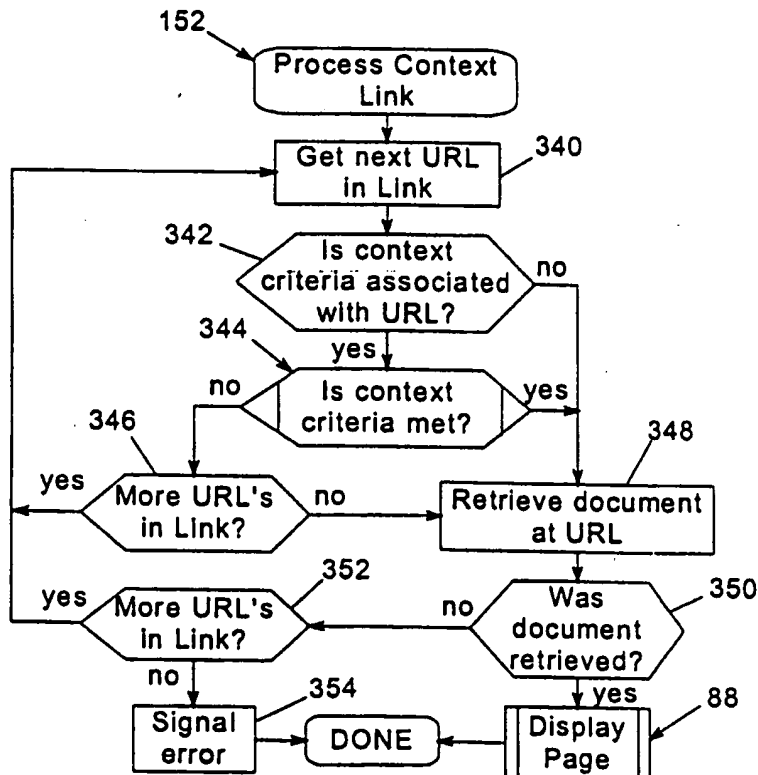 152
Process Context
Link
Get next URL
in Link
340
342
Is context
criteria associated
with URL?
no
344
yes
no
Is context
criteria met?
yes
346
348
yes
More URL's
in Link?
no
Retrieve document
at URL
352
yes
More URL's
in Link?
no
Was
document
retrieved?
350
no
354
yes
88
Signal
error
DONE
Display
Page